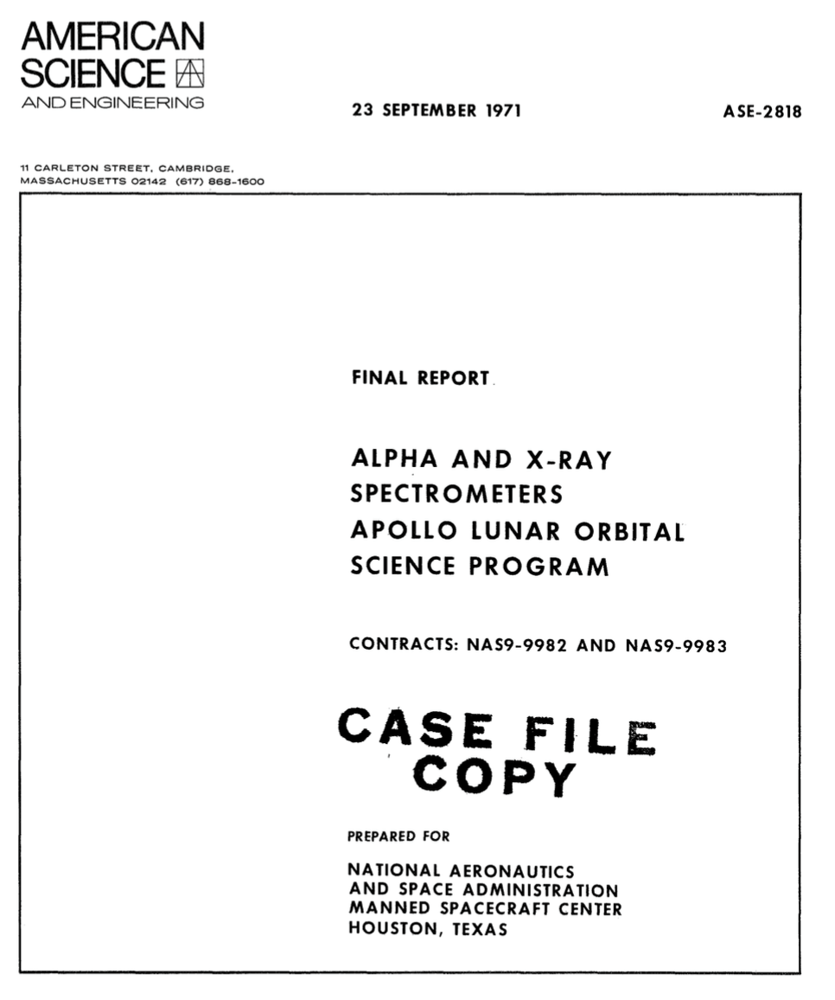 AMERICAN
SCIENCE
AND ENGINEERING
23 SEPTEMBER 1971
ASE-2818
11 CARLETON STREET, CAMBRIDGE,
MASSACHUSETTS 02142 (617) 868-1600
FINAL REPORT
ALPHA AND X-RAY
SPECTROMETERS
APOLLO LUNAR ORBITAL
SCIENCE PROGRAM
CONTRACTS: NAS9-9982 AND NAS9-9983
CASE FILE
COPY
PREPARED FOR
NATIONAL AERONAUTICS
AND SPACE ADMINISTRATION
MANNED SPACECRAFT CENTER
HOUSTON, TEXAS